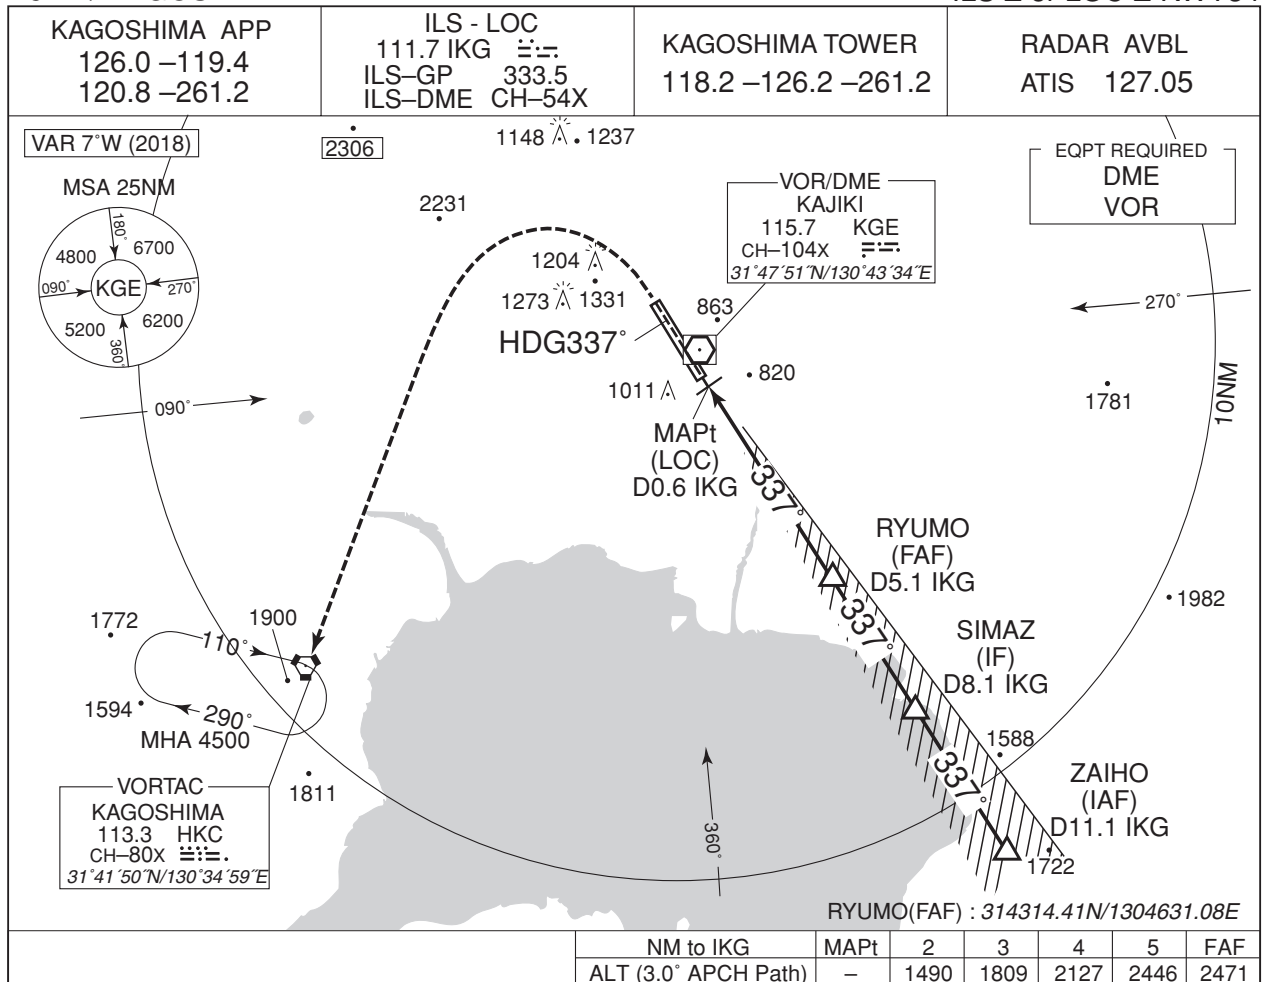 KAGOSHIMA APP
126.0 –119.4
120.8 –261.2
ILS - LOC
111.7 IKG
ILS–GP 333.5
ILS–DME CH–54X
KAGOSHIMA TOWER
118.2 –126.2 –261.2
RADAR AVBL
ATIS 127.05
VAR 7°W (2018)
2306
1148
1237
EQPT REQUIRED
DME
VOR
MSA 25NM
180°
4800
6700
090°
KGE
270°
5200
6200
360°
2231
VOR/DME
KAJIKI
115.7 KGE
CH–104X
31°47´51˝N/130°43´34˝E
1204
1273
1331
863
HDG337°
270°
820
1011
1781
10NM
090°
MAPt
(LOC)
D0.6 IKG
337°
RYUMO
(FAF)
D5.1 IKG
1982
337°
SIMAZ
(IF)
D8.1 IKG
1772
1900
110°
1594
290°
MHA 4500
1588
337°
ZAIHO
(IAF)
D11.1 IKG
1811
VORTAC
KAGOSHIMA
113.3 HKC
CH–80X
31°41´50˝N/130°34´59˝E
360°
1722
RYUMO(FAF) : 314314.41N/1304631.08E
NM to IKG MAPt 2 3 4 5 FAF
ALT (3.0° APCH Path) – 1490 1809 2127 2446 2471